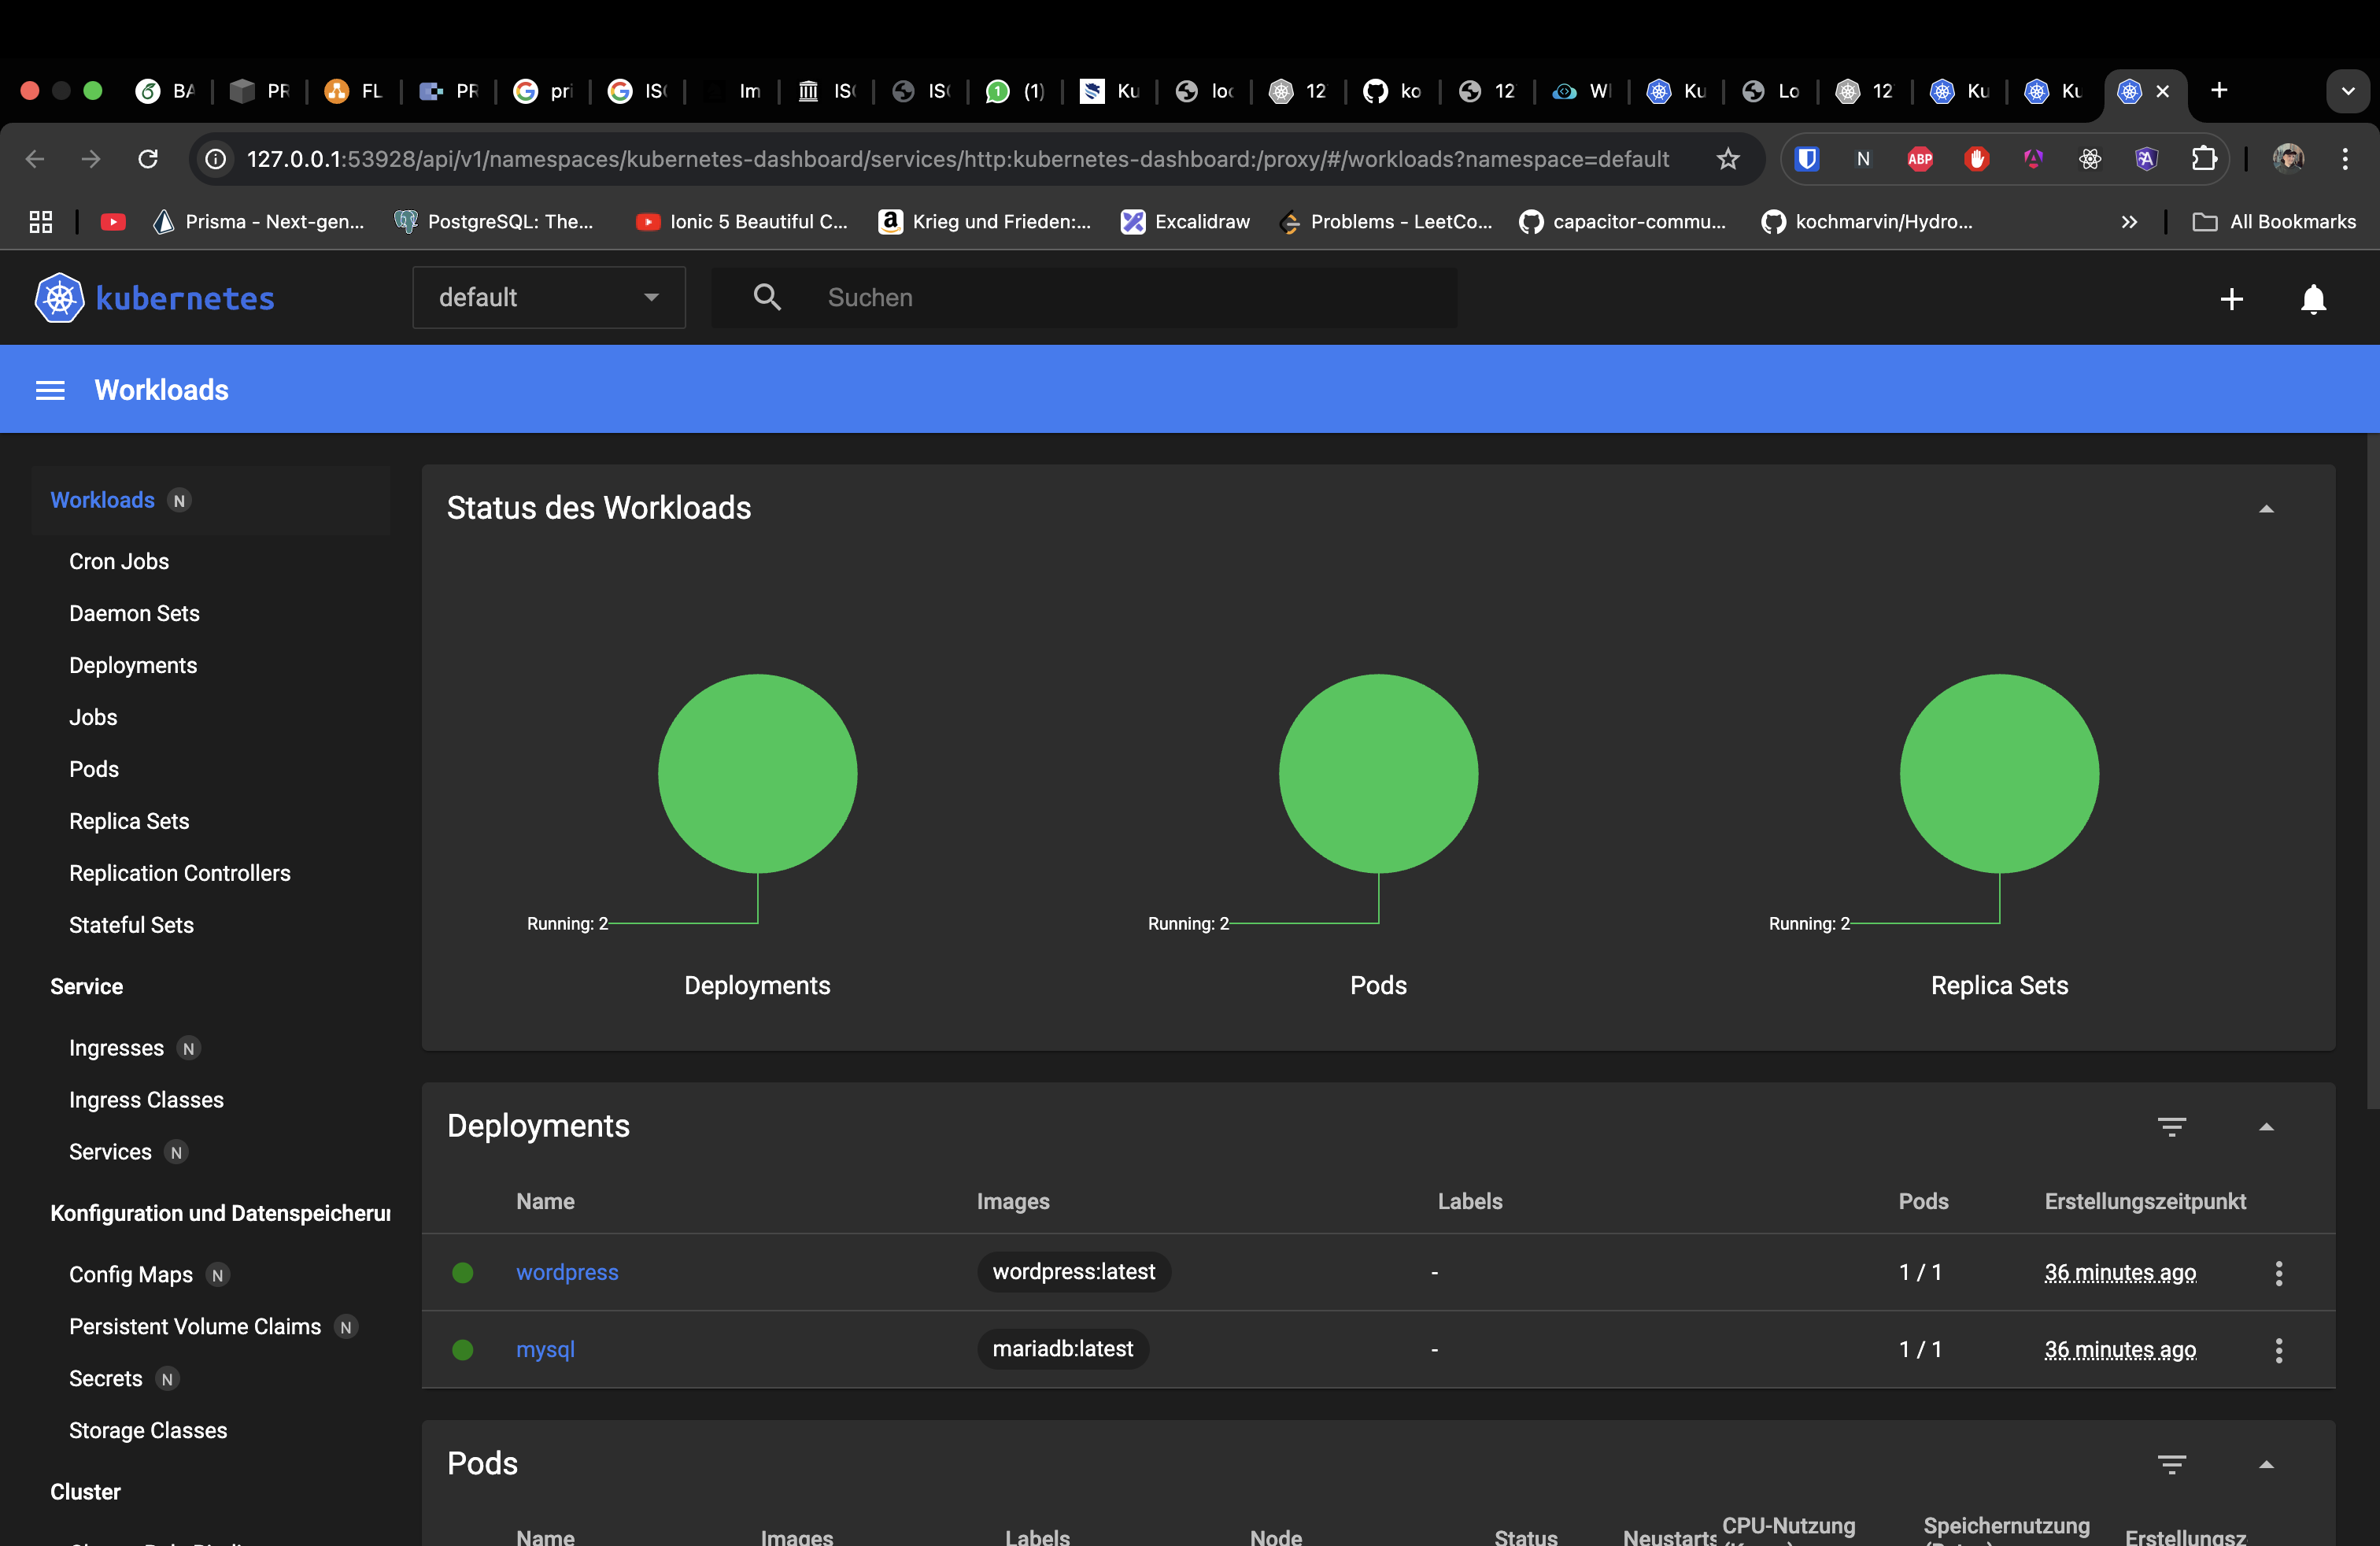 BA
PR
FL
PR
pri
IS
Im
IS
IS
(1)
Ku
loc
12
ko
12
WI
Ku
Lo
12
Ku
Ku
127.0.0.1:53928/api/v1/namespaces/kubernetes-dashboard/services/http:kubernetes-dashboard:/proxy/#/workloads?namespace=default
N
ABP
Prisma - Next-gen...
PostgreSQL: The...
Ionic 5 Beautiful C...
Krieg und Frieden:...
Excalidraw
Problems - LeetCo...
capacitor-commu...
kochmarvin/Hydro...
All Bookmarks
kubernetes
default
Suchen
Workloads
Workloads N
Cron Jobs
Daemon Sets
Deployments
Jobs
Pods
Replica Sets
Replication Controllers
Stateful Sets
Service
Ingresses N
Ingress Classes
Services N
Konfiguration und Datenspeicherun
Config Maps N
Persistent Volume Claims N
Secrets N
Storage Classes
Cluster
Status des Workloads
Running: 2
Deployments
Running: 2
Pods
Running: 2
Replica Sets
Deployments
Name Images Labels Pods Erstellungszeitpunkt
wordpress wordpress:latest - 1 / 1 36 minutes ago
mysql mariadb:latest - 1 / 1 36 minutes ago
Pods
Name Images Labels Node Status Neustarts CPU-Nutzung Speichernutzung Erstellungsz